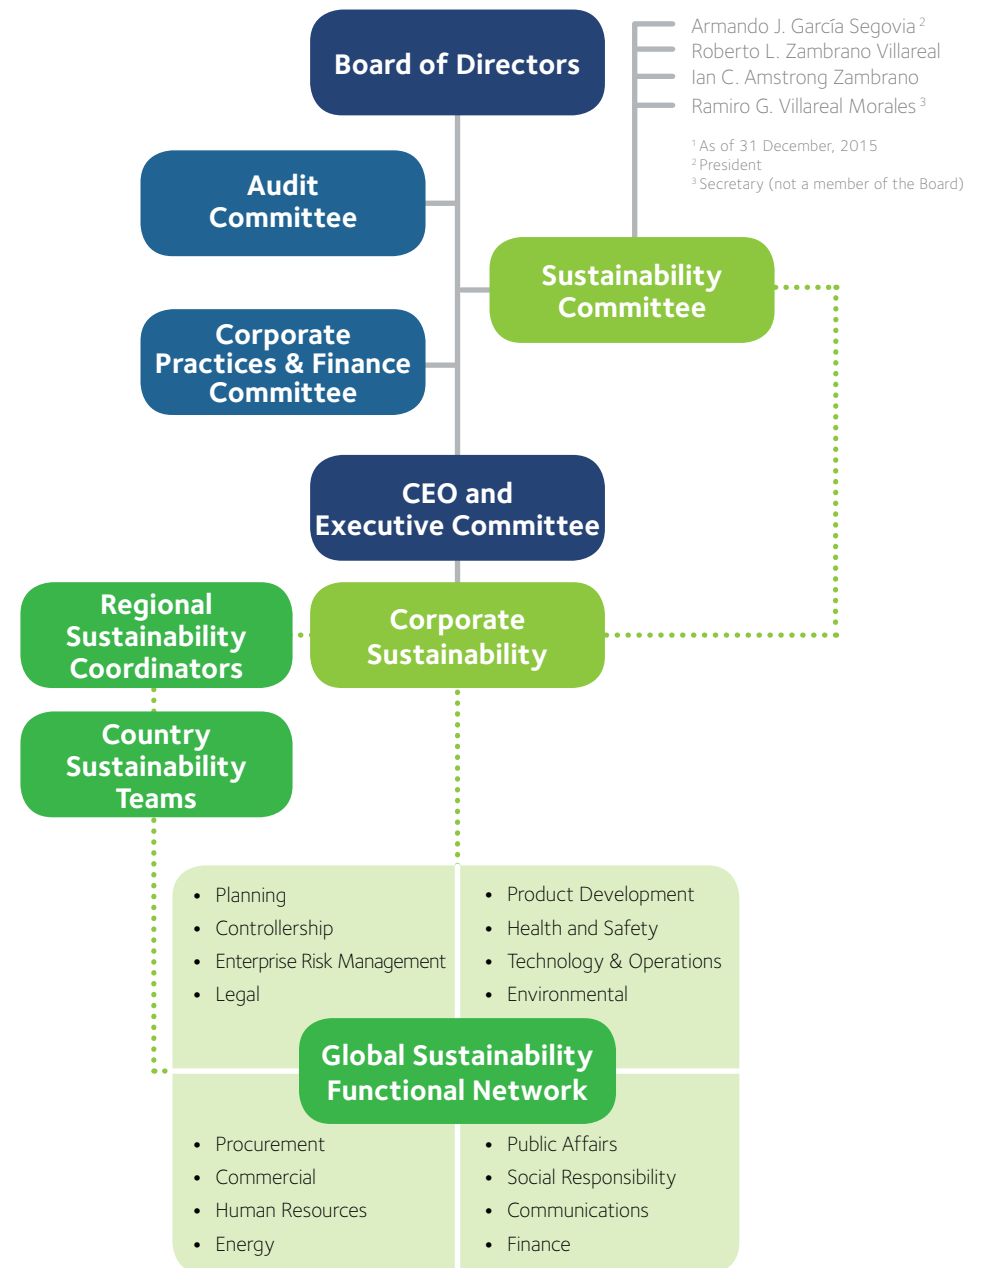 Board of Directors
Armando J. García Segovia ²
Roberto L. Zambrano Villareal
Ian C. Amstrong Zambrano
Ramiro G. Villareal Morales ³
¹ As of 31 December, 2015
² President
³ Secretary (not a member of the Board)
Audit
Committee
Sustainability
Committee
Corporate
Practices & Finance
Committee
CEO and
Executive Committee
Regional
Sustainability
Coordinators
Corporate
Sustainability
Country
Sustainability
Teams
• Planning
• Controllership
• Enterprise Risk Management
• Legal
• Product Development
• Health and Safety
• Technology & Operations
• Environmental
Global Sustainability
Functional Network
• Procurement
• Commercial
• Human Resources
• Energy
• Public Affairs
• Social Responsibility
• Communications
• Finance